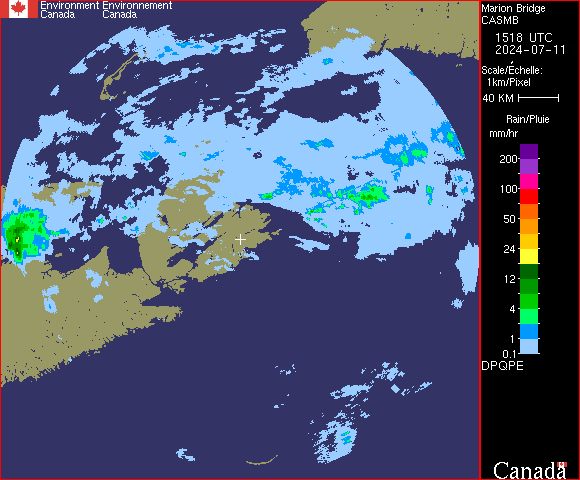 Environment Environnement
Canada Canada
Marion Bridge
CASMB
1518 UTC
2024-07-11
Scale/Échelle:
1km/Pixel
40 KM
Rain/Pluie
mm/hr
200
100
50
24
12
4
1
0.1
DPQPE
Canada